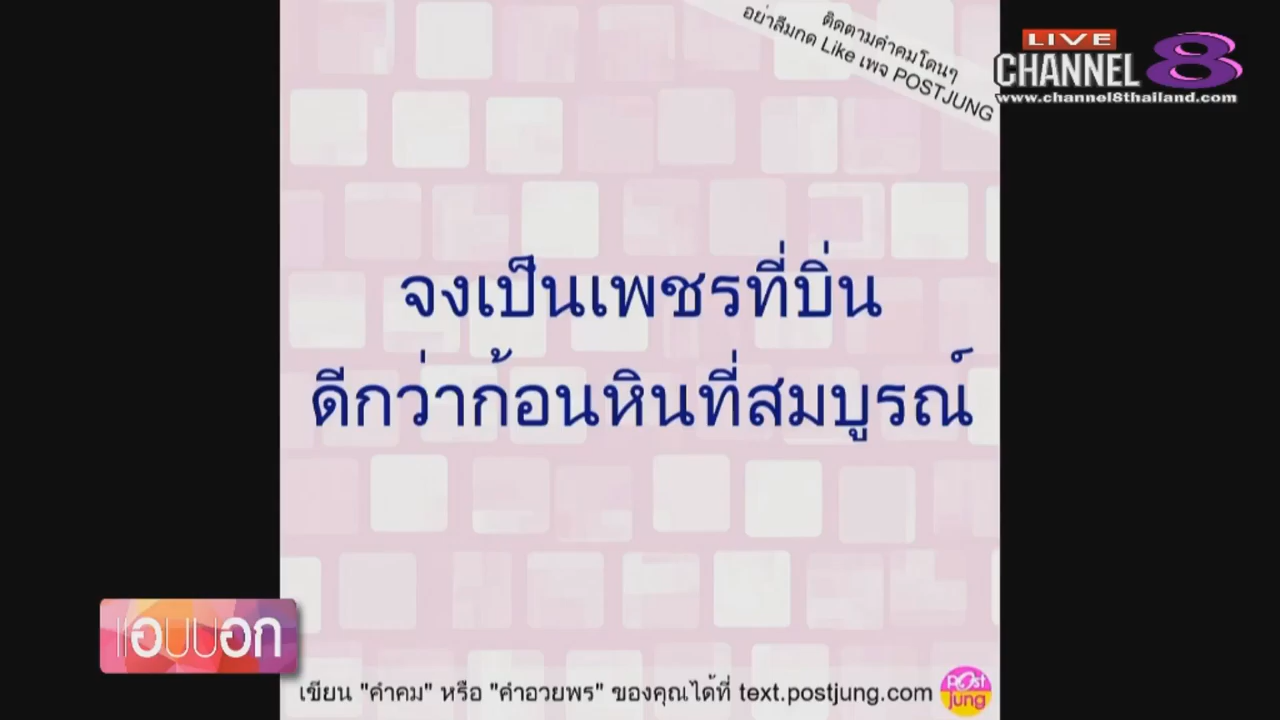 ติดตามคำคมโดนๆ
อย่าลืมกด Like เพจ POSTJUNG
LIVE
CHANNEL 8
www.channel8thailand.com
จงเป็นเพชรที่บิ่น
ดีกว่าก้อนหินที่สมบูรณ์
แอบบอก
เขียน "คำคม" หรือ "คำอวยพร" ของคุณได้ที่ text.postjung.com
post
jung